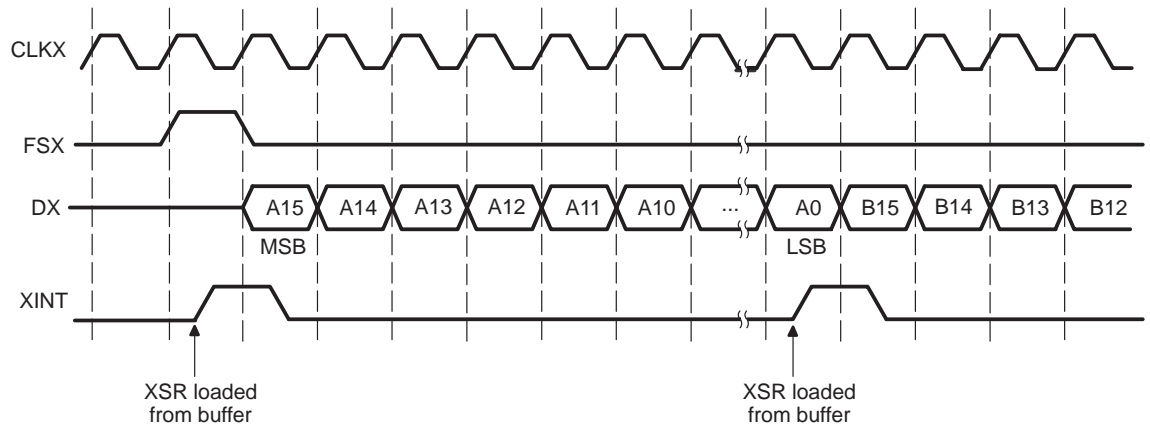 CLKX
FSX
DX
A15 A14 A13 A12 A11 A10 ... A0 B15 B14 B13 B12
MSB LSB
XINT
XSR loaded
from buffer
XSR loaded
from buffer